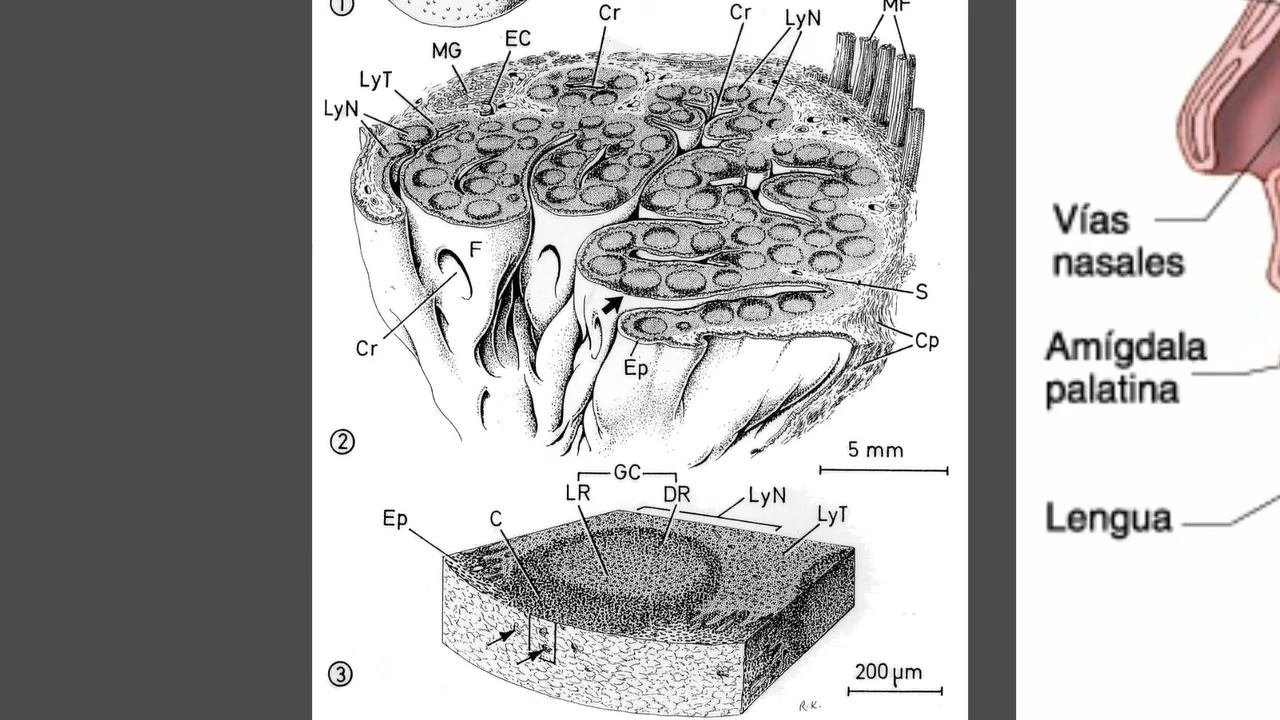 1
Cr
Cr
LyN
MF
EC
MG
LyT
LyN
F
S
Cr
Cp
Ep
2
5 mm
GC
LR
DR
LyN
Ep
C
LyT
3
200 µm
R.K.
Vías
nasales
Amígdala
palatina
Lengua